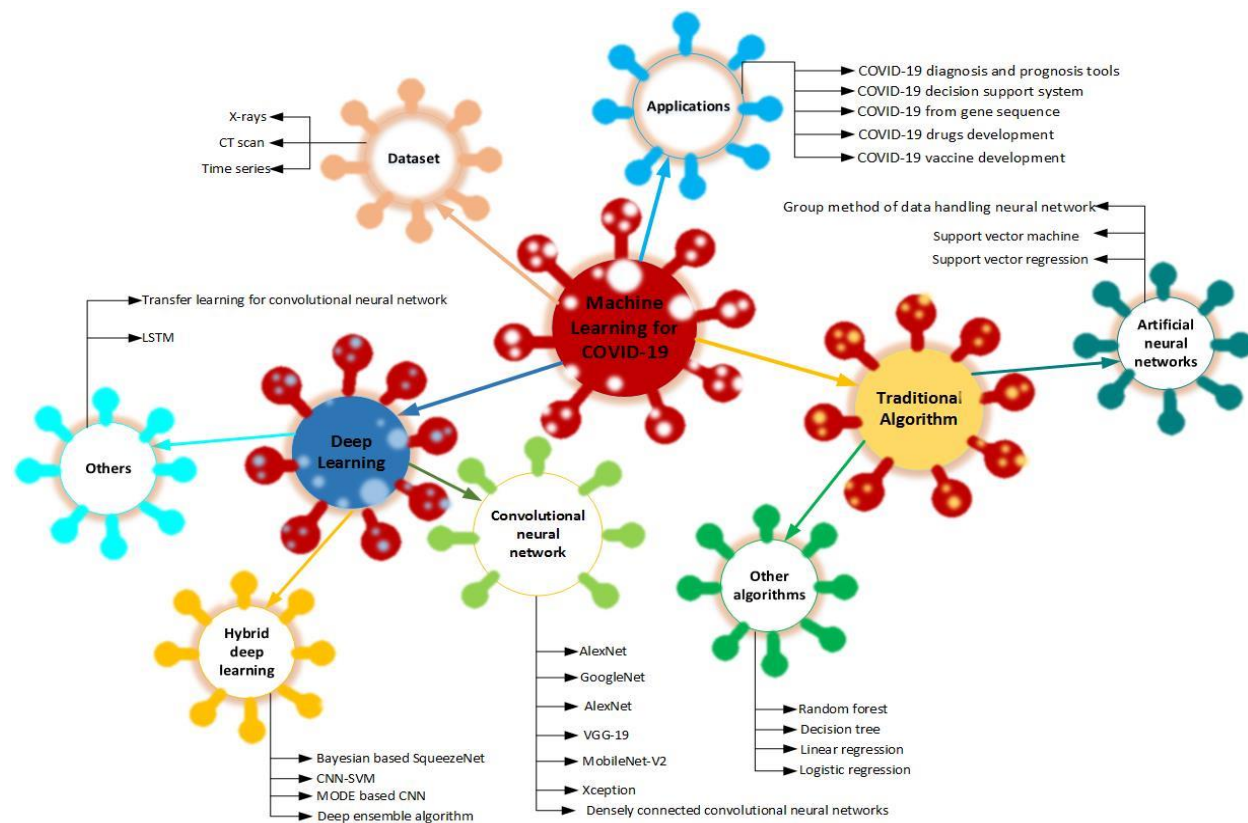 Applications
COVID-19 diagnosis and prognosis tools
COVID-19 decision support system
COVID-19 from gene sequence
COVID-19 drugs development
COVID-19 vaccine development
X-rays
CT scan
Time series
Dataset
Group method of data handling neural network
Support vector machine
Support vector regression
Artificial
neural
networks
Machine
Learning for
COVID-19
Traditional
Algorithm
Transfer learning for convolutional neural network
LSTM
Others
Deep
Learning
Convolutional
neural
network
Other
algorithms
Hybrid
deep
learning
AlexNet
GoogleNet
AlexNet
VGG-19
MobileNet-V2
Xception
Densely connected convolutional neural networks
Random forest
Decision tree
Linear regression
Logistic regression
Bayesian based SqueezeNet
CNN-SVM
MODE based CNN
Deep ensemble algorithm